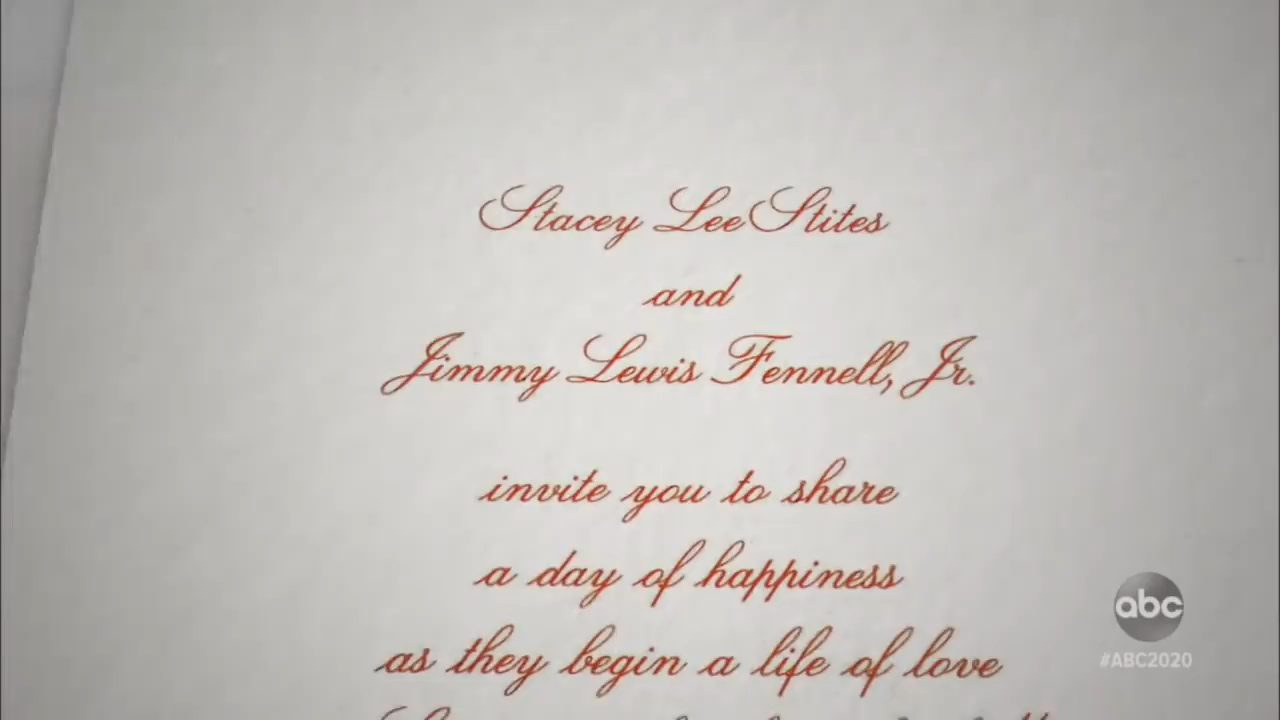 Stacey Lee Stites
and
Jimmy Lewis Fennell, Jr.
invite you to share
a day of happiness
as they begin a life of love
abc
#ABC2020